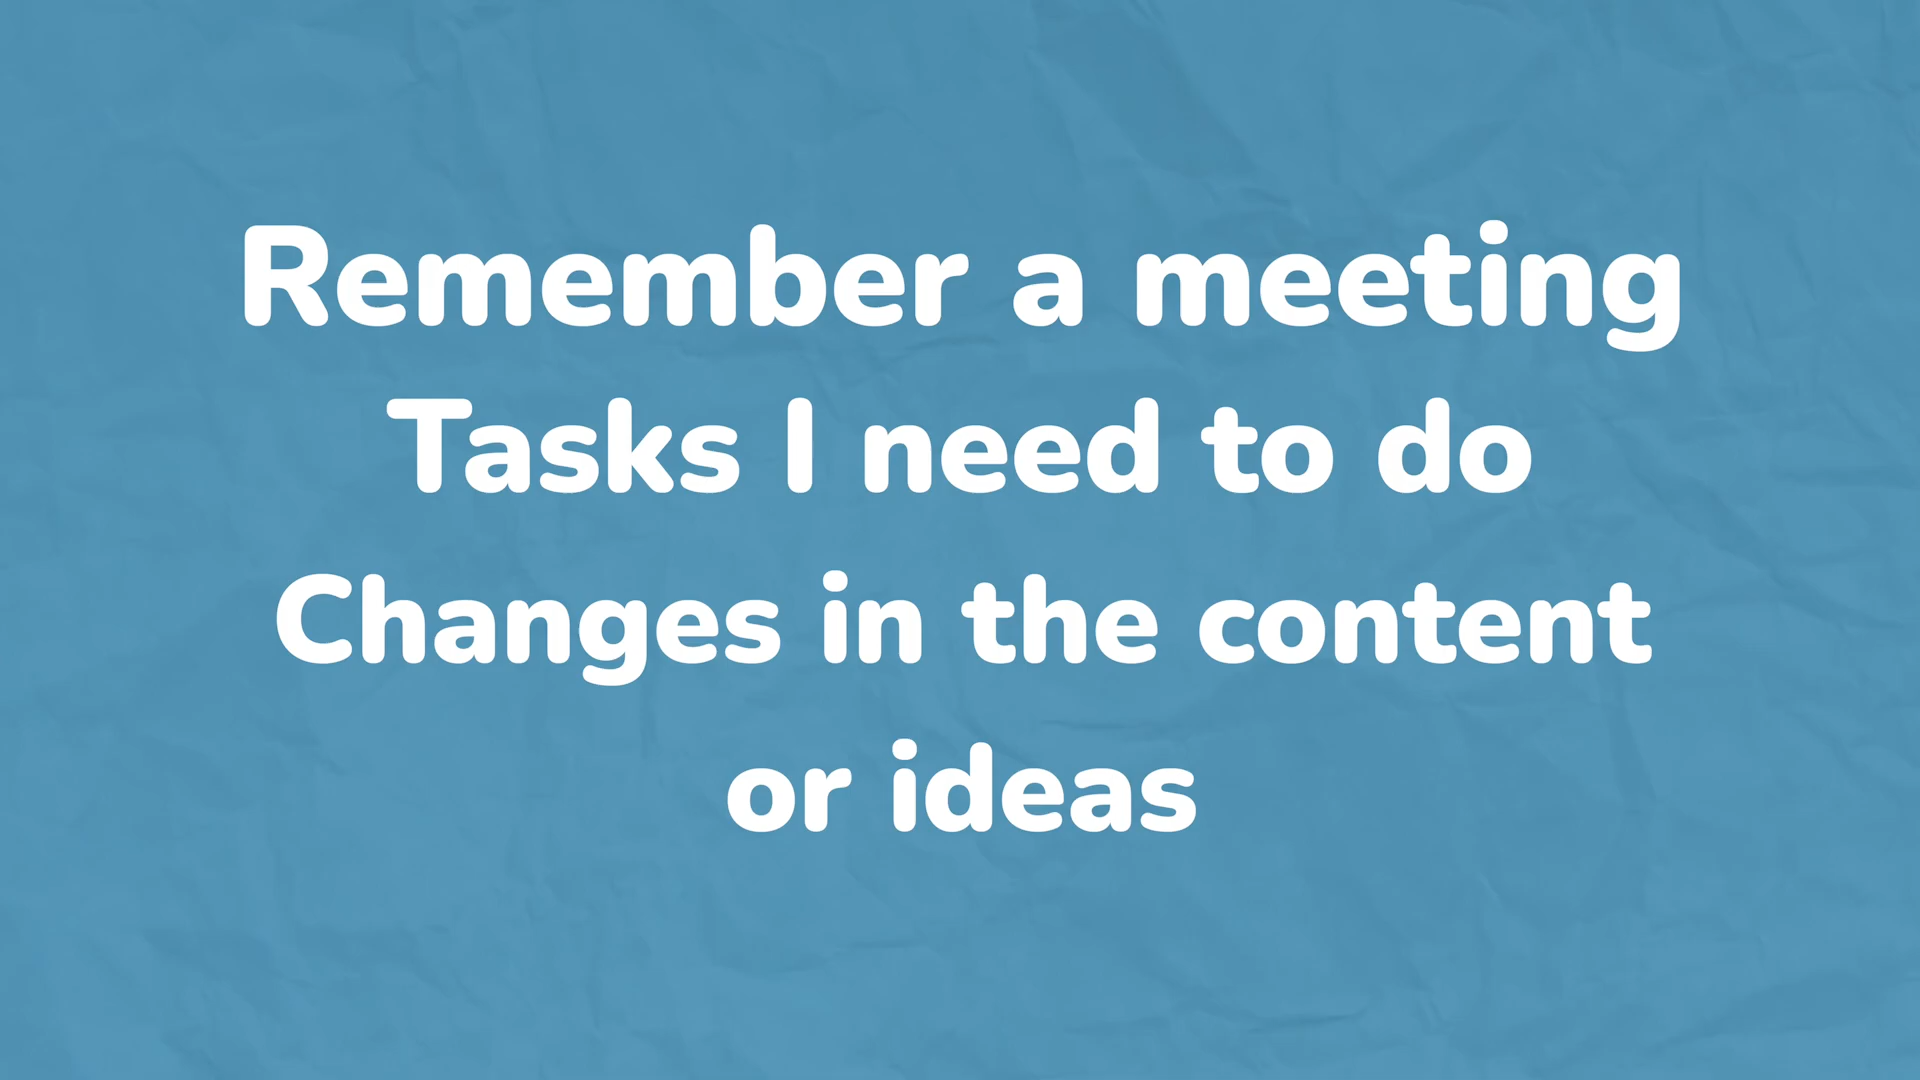 Remember a meeting
Tasks I need to do
Changes in the content
or ideas